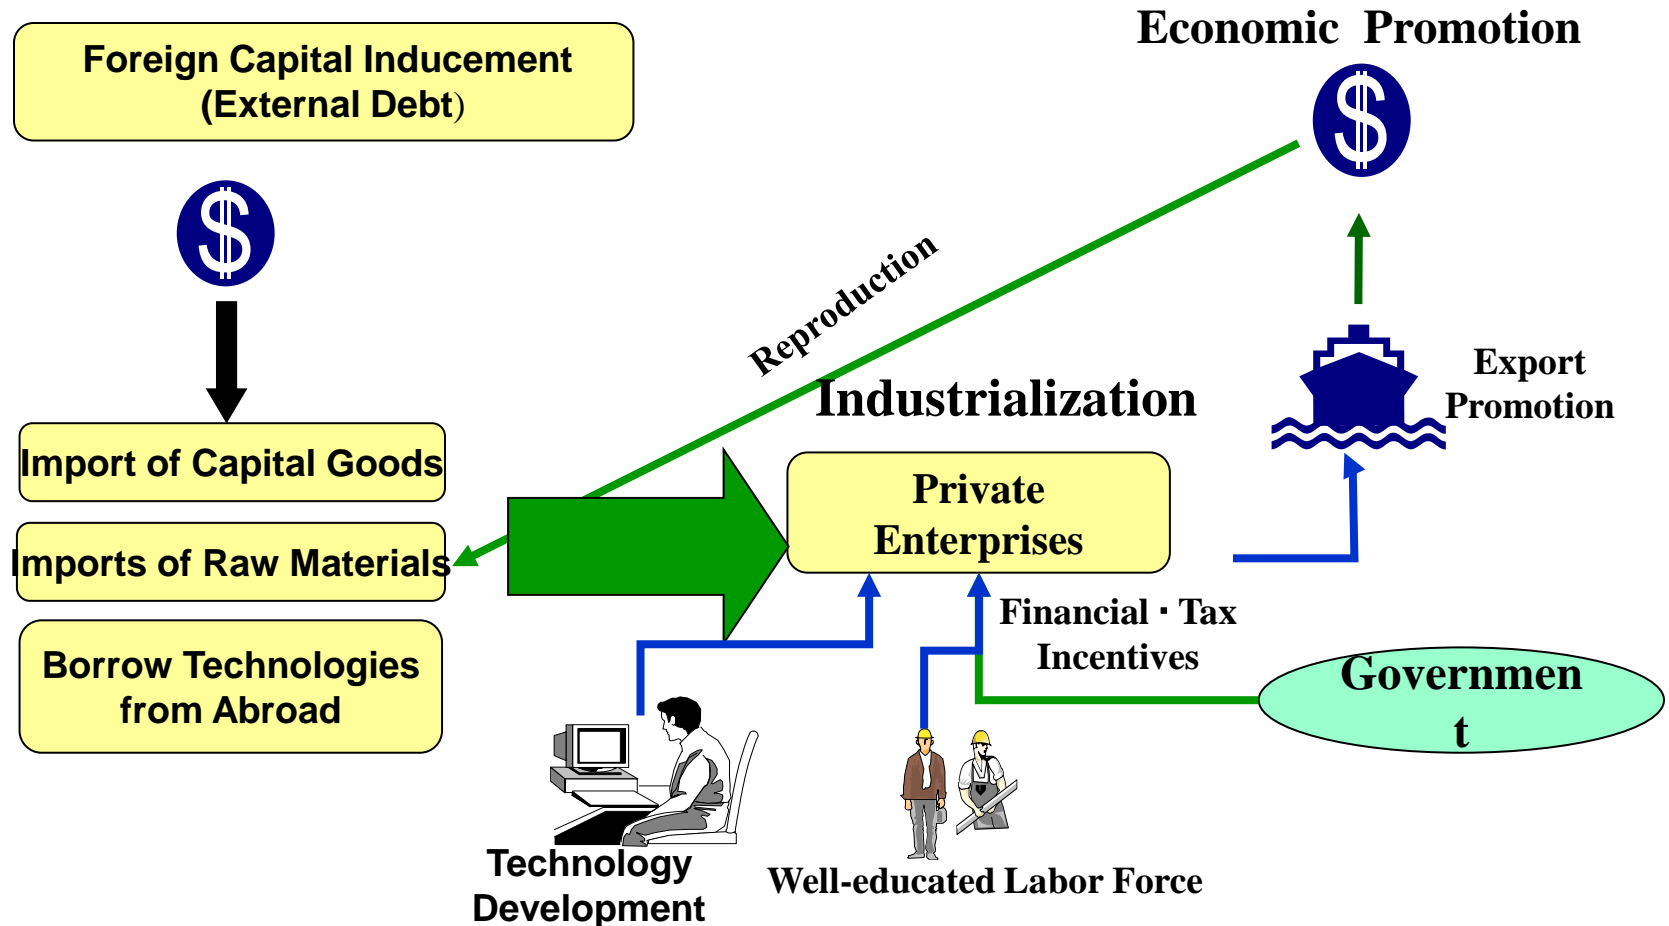 Foreign Capital Inducement
(External Debt)
Economic Promotion
$
$
Reproduction
Industrialization
Export
Promotion
Import of Capital Goods
Imports of Raw Materials
Borrow Technologies
from Abroad
Private
Enterprises
Financial · Tax
Incentives
Governmen
t
Technology
Development
Well-educated Labor Force